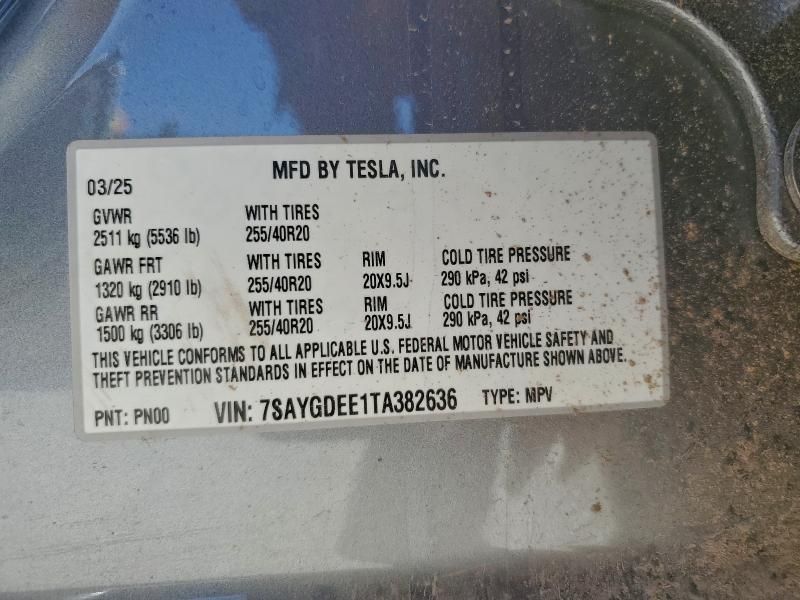 MFD BY TESLA, INC.
03/25
GVWR WITH TIRES
2511 kg (5536 lb) 255/40R20
GAWR FRT WITH TIRES RIM COLD TIRE PRESSURE
1320 kg (2910 lb) 255/40R20 20X9.5J 290 kPa, 42 psi
GAWR RR WITH TIRES RIM COLD TIRE PRESSURE
1500 kg (3306 lb) 255/40R20 20X9.5J 290 kPa, 42 psi
THIS VEHICLE CONFORMS TO ALL APPLICABLE U.S. FEDERAL MOTOR VEHICLE SAFETY AND
THEFT PREVENTION STANDARDS IN EFFECT ON THE DATE OF MANUFACTURE SHOWN ABOVE.
PNT: PN00 VIN: 7SAYGDEE1TA382636 TYPE: MPV